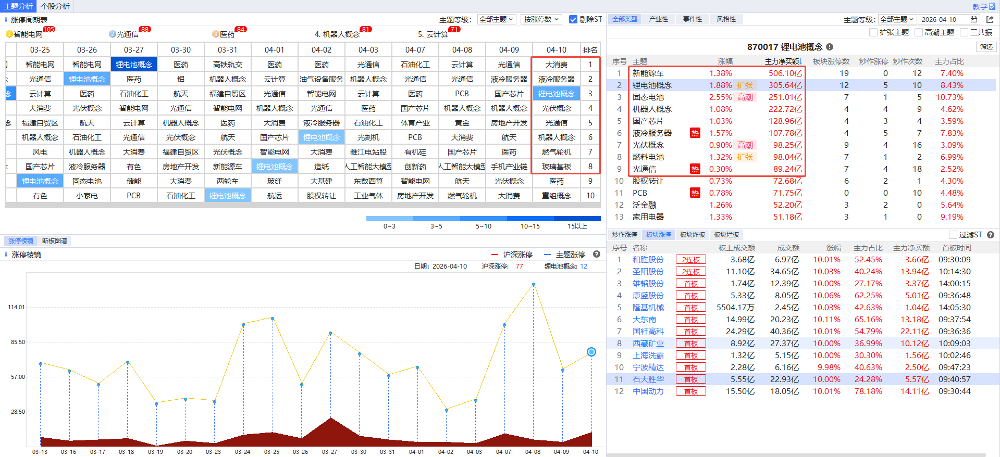 主题分析 个股分析 教学
涨停周期表 主题等级: 全部主题 按涨停数 剔除ST
1 智能电网 105 2 光通信 88 3 医药 84 4. 机器人概念 81 5. 云计算 71
03-25 03-26 03-27 03-30 03-31 04-01 04-02 04-03 04-07 04-08 04-09 04-10 排名
智能电网 智能电网 锂电池概念 医药 高铁轨交 医药 医药 光通信 石油化工 云计算 光通信 大消费 1
光通信 锂电池概念 医药 铝 机器人概念 云计算 油气设备服务 机器人概念 光通信 光通信 液冷服务器 液冷服务器 2
念 云计算 医药 石油化工 航天 福建自贸区 光通信 智能电网 云计算 医药 PCB 国产芯片 锂电池概念 3
大消费 光伏概念 智能电网 光通信 智能电网 机器人概念 光通信 医药 国产芯片 机器人概念 机器人概念 光伏概念 4
念 福建自贸区 航天 云计算 机器人概念 医药 大消费 液冷服务器 石油化工 体育产业 黄金 房地产开发 光通信 5
机器人概念 石油化工 光通信 光伏概念 航天 国产芯片 锂电池概念 光刻机 PCB 大消费 航天 机器人概念 6
风电 机器人概念 大消费 福建自贸区 光伏概念 智能电网 大消费 雅江电站股 有机硅 国产芯片 医药 燃气轮机 7
国产芯片 液冷服务器 有色 房地产开发 新能源车 锂电池概念 造纸 人工智能大模型 创新药 人工智能大模型 手机产业链 玻璃基板 8
锂电池概念 固态电池 储能 大消费 两轮车 玻纤 大基建 东数西算 智能电网 航天 光伏概念 医药 9
有色 小家电 PCB 石油化工 锂电池概念 航运 股权转让 工业气体 房地产开发 燃气轮机 大消费 重组概念 10
0~3 3~5 5~10 10~15 15以上
涨停棱镜 断板图谱
涨停棱镜 沪深涨停 主题涨停
日期: 2026-04-10 沪深涨停: 77 锂电池概念: 12
114.01
85.50
57.00
28.50
03-13 03-16 03-17 03-18 03-19 03-20 03-23 03-24 03-25 03-26 03-27 03-30 03-31 04-01 04-02 04-03 04-07 04-08 04-09 04-10
全部类型 产业性 事件性 风格性 主题等级: 全部主题 2026-04-10
扩张主题 高潮主题 三共振
870017 锂电池概念 筛选
序号 主题 涨幅 主力净买额↓ 板块涨停数 炒作涨停 炒作次数 主力占比
1 新能源车 1.38% 506.10亿 19 0 12 7.40%
2 锂电池概念 1.88% 扩张 305.64亿 12 5 10 8.43%
3 固态电池 2.55% 高潮 251.01亿 7 1 5 10.73%
4 机器人概念 1.08% 222.72亿 4 4 9 4.62%
5 国产芯片 1.03% 128.96亿 4 3 4 3.59%
6 液冷服务器 热 1.57% 107.78亿 4 5 7 7.83%
7 光伏概念 0.90% 高潮 98.25亿 9 4 16 3.09%
8 燃料电池 1.32% 扩张 98.04亿 7 1 2 6.99%
9 光通信 热 0.30% 89.24亿 7 4 18 2.52%
10 股权转让 0.73% 72.68亿 6 2 1 4.30%
11 PCB 热 0.78% 71.75亿 0 0 10 4.48%
12 泛金融 1.26% 52.20亿 3 2 0 5.64%
13 家用电器 1.33% 51.18亿 3 1 0 9.19%
炒作涨停 板块涨停 板块炸板 板块烂板 过滤ST
序号 名称 板上成交额 成交额 涨幅 主力占比 主力净买额 首板时间
1 和胜股份 2连板 3.68亿 6.97亿 10.01% 52.45% 3.66亿 09:30:09
2 圣阳股份 2连板 11.10亿 34.65亿 10.03% 40.24% 13.94亿 10:14:30
3 雄韬股份 首板 1.74亿 12.39亿 10.00% 27.17% 3.37亿 14:00:15
4 康盛股份 首板 5.33亿 8.05亿 10.06% 62.25% 5.01亿 09:36:48
5 隆基机械 首板 5504.17万 2.45亿 10.03% 42.63% 1.04亿 14:05:30
6 大东南 首板 14.99亿 20.23亿 10.11% 65.16% 13.18亿 09:37:54
7 国轩高科 首板 24.29亿 40.36亿 10.01% 54.79% 22.11亿 09:36:36
8 西藏矿业 首板 8.92亿 27.37亿 10.00% 36.99% 10.12亿 10:09:03
9 上海洗霸 首板 1.32亿 5.15亿 10.00% 30.30% 1.56亿 10:02:46
10 宁波精达 首板 2.28亿 6.16亿 9.98% 40.63% 2.50亿 09:47:23
11 石大胜华 首板 5.55亿 22.93亿 10.00% 24.28% 5.57亿 09:40:57
12 中国动力 首板 15.50亿 18.05亿 10.01% 78.18% 14.11亿 09:30:44